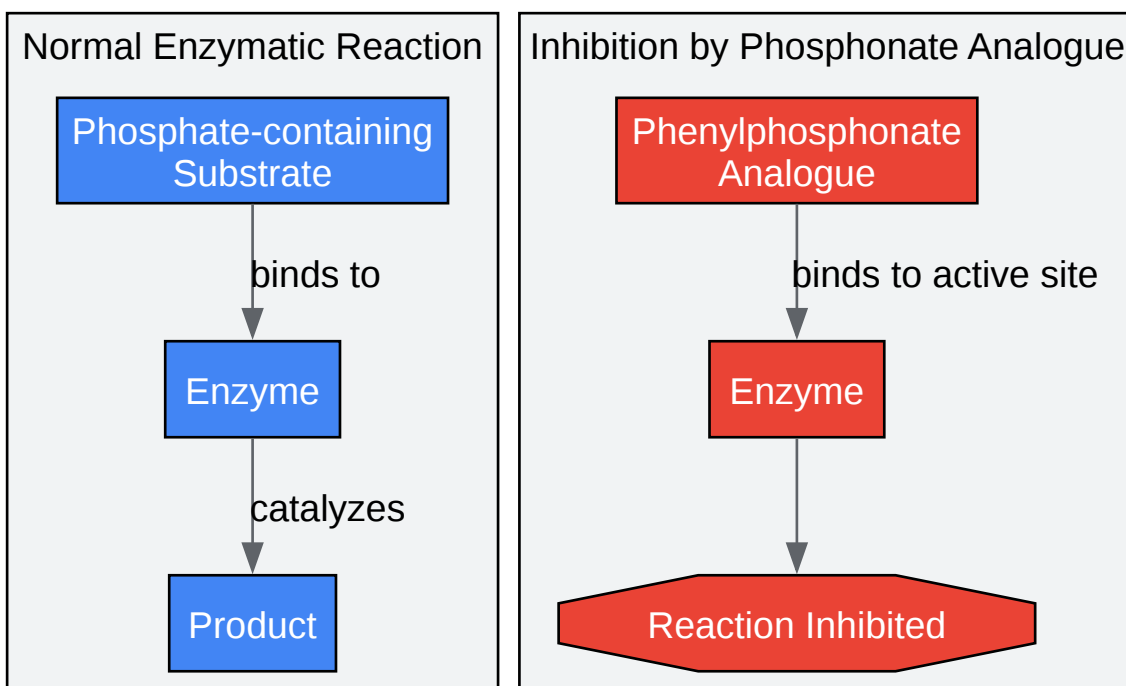 Normal Enzymatic Reaction
Phosphate-containing
Substrate
binds to
Enzyme
catalyzes
Product
Inhibition by Phosphonate Analogue
Phenylphosphonate
Analogue
binds to active site
Enzyme
Reaction Inhibited